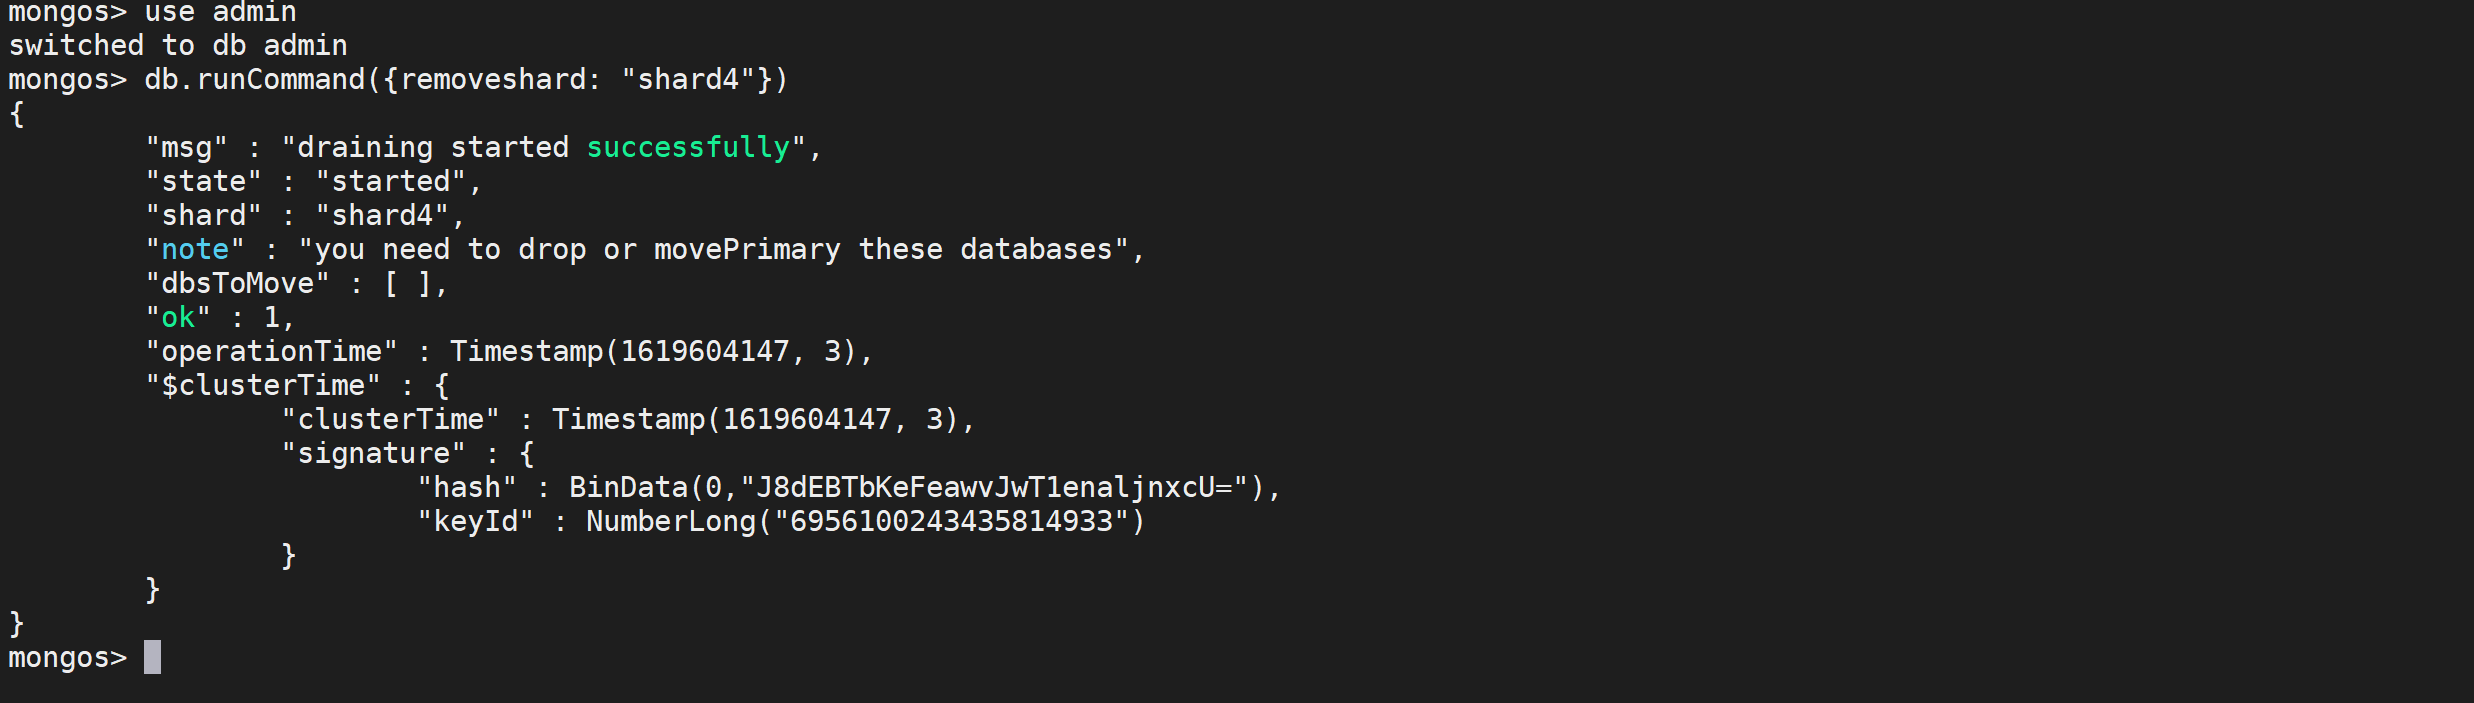 mongos> use admin
switched to db admin
mongos> db.runCommand({removeshard: "shard4"})
{
        "msg" : "draining started successfully",
        "state" : "started",
        "shard" : "shard4",
        "note" : "you need to drop or movePrimary these databases",
        "dbsToMove" : [ ],
        "ok" : 1,
        "operationTime" : Timestamp(1619604147, 3),
        "$clusterTime" : {
                "clusterTime" : Timestamp(1619604147, 3),
                "signature" : {
                        "hash" : BinData(0,"J8dEBTbKeFeawvJwT1enaljnxcU="),
                        "keyId" : NumberLong("6956100243435814933")
                }
        }
}
mongos>